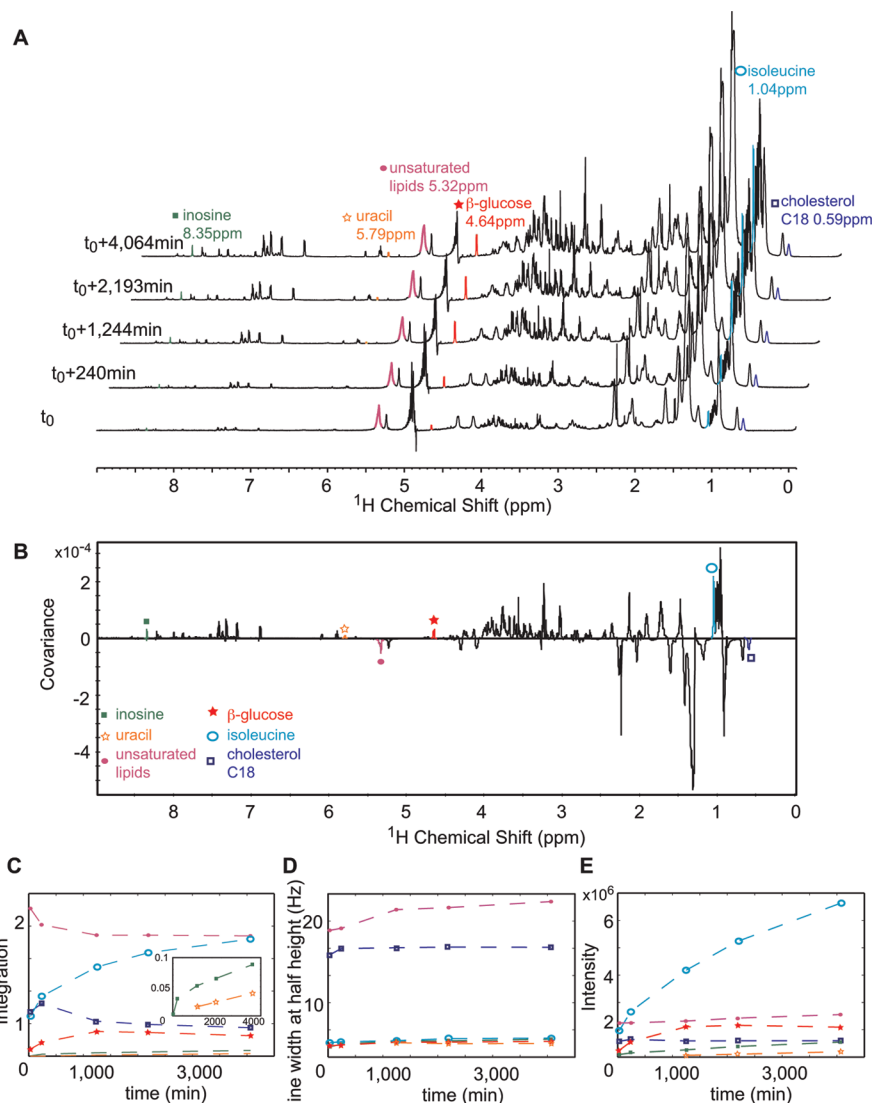 A
isoleucine
1.04ppm
unsaturated
lipids 5.32ppm
β-glucose
4.64ppm
cholesterol
C18 0.59ppm
inosine
8.35ppm
uracil
5.79ppm
t0+4,064min
t0+2,193min
t0+1,244min
t0+240min
t0
8 7 6 5 4 3 2 1 0
1H Chemical Shift (ppm)
B
x10-4
2
0
-2
-4
Covariance
inosine
β-glucose
uracil
isoleucine
unsaturated
lipids
cholesterol
C18
8 7 6 5 4 3 2 1 0
1H Chemical Shift (ppm)
C
2
1
Integration
0.1
0.05
0
2000 4000
0 1,000 3,000
time (min)
D
20
10
0
ine width at half height (Hz)
0 1,000 3,000
time (min)
E
x106
6
4
2
Intensity
0 1,000 3,000
time (min)